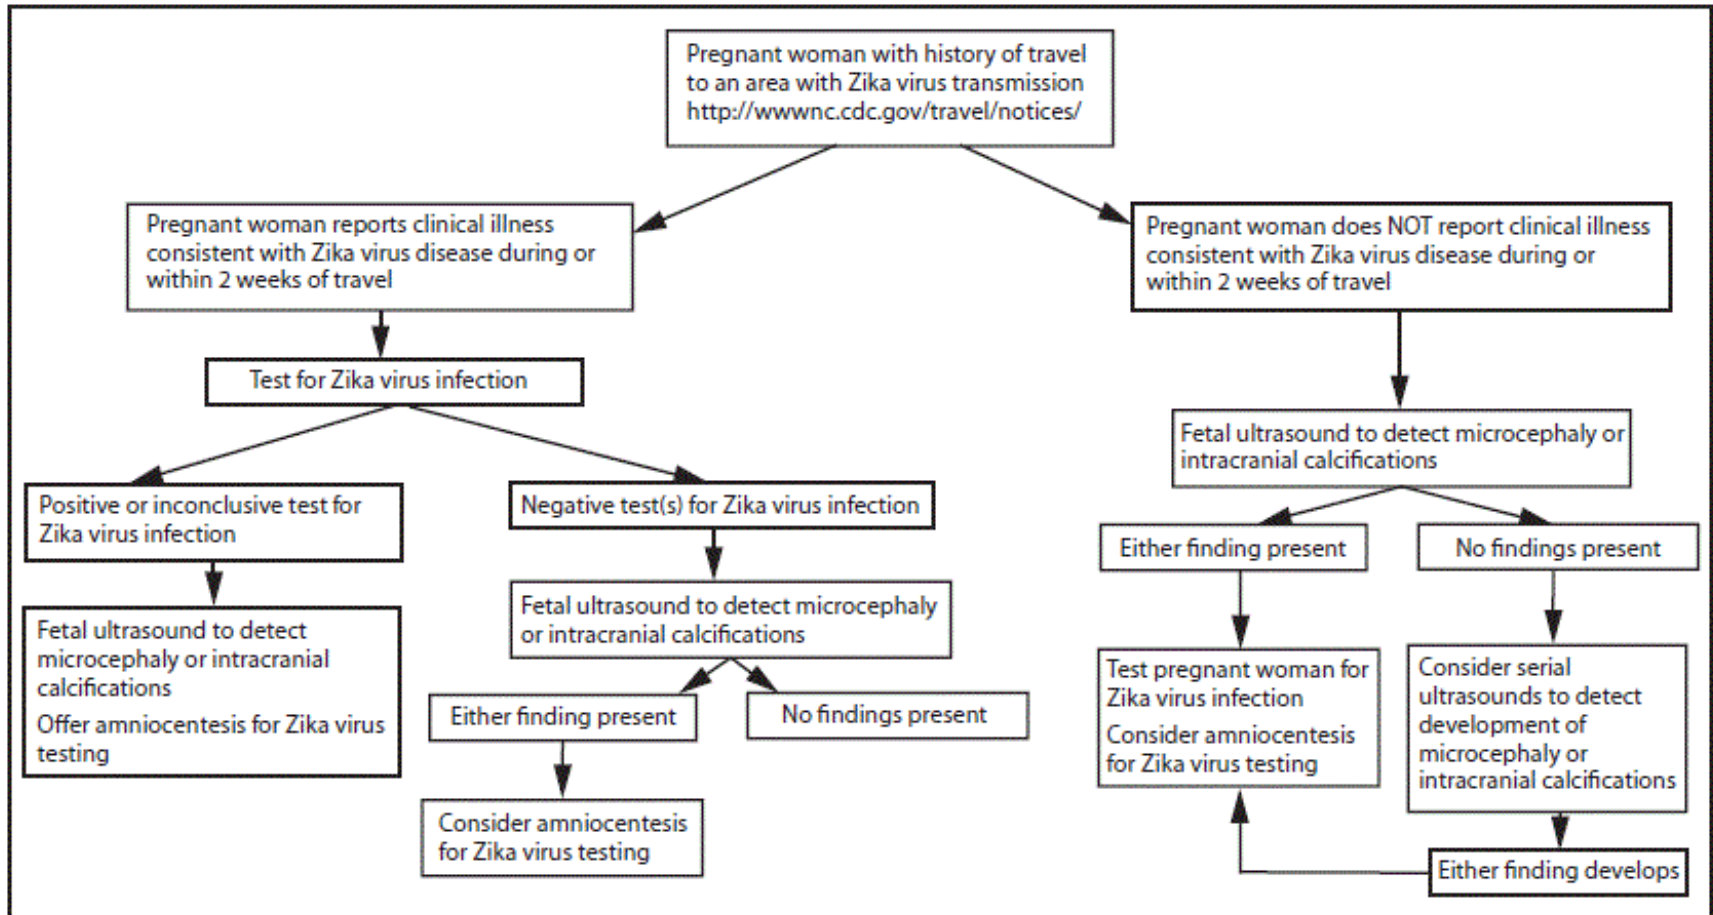 Pregnant woman with history of travel
to an area with Zika virus transmission
http://wwwnc.cdc.gov/travel/notices/
Pregnant woman reports clinical illness
consistent with Zika virus disease during or
within 2 weeks of travel
Pregnant woman does NOT report clinical illness
consistent with Zika virus disease during or
within 2 weeks of travel
Test for Zika virus infection
Positive or inconclusive test for
Zika virus infection
Negative test(s) for Zika virus infection
Fetal ultrasound to detect
microcephaly or intracranial
calcifications
Offer amniocentesis for Zika virus
testing
Fetal ultrasound to detect microcephaly
or intracranial calcifications
Either finding present
No findings present
Consider amniocentesis
for Zika virus testing
Fetal ultrasound to detect microcephaly or
intracranial calcifications
Either finding present
No findings present
Test pregnant woman for
Zika virus infection
Consider amniocentesis
for Zika virus testing
Consider serial
ultrasounds to detect
development of
microcephaly or
intracranial calcifications
Either finding develops